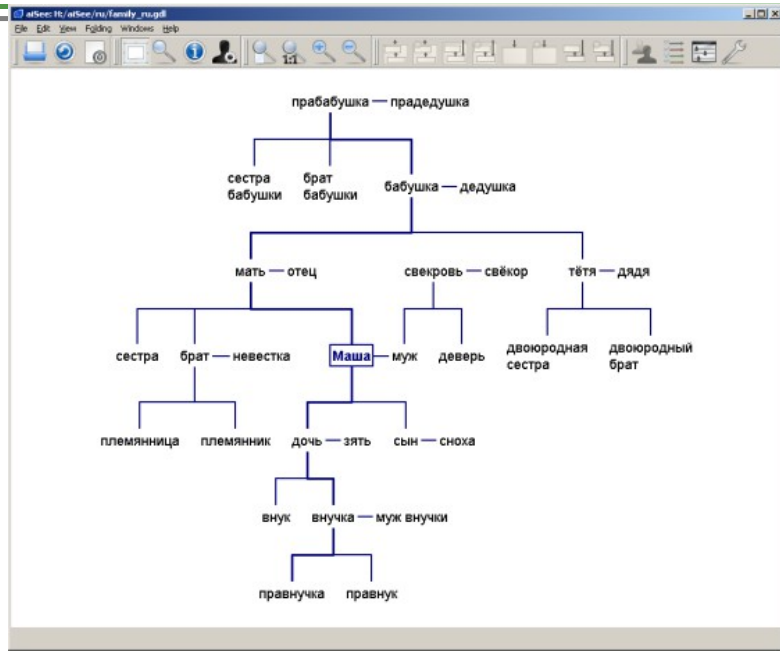 aiSee: H:/aiSee/ru/family_ru.gdl
File Edit View Folding Windows Help
1:1
прабабушка прадедушка
сестра бабушки
брат бабушки
бабушка дедушка
мать отец свекровь свёкор тётя дядя
сестра брат невестка Маша муж деверь
двоюродная сестра
двоюродный брат
племянница племянник дочь зять сын сноха
внук внучка муж внучки
правнучка правнук